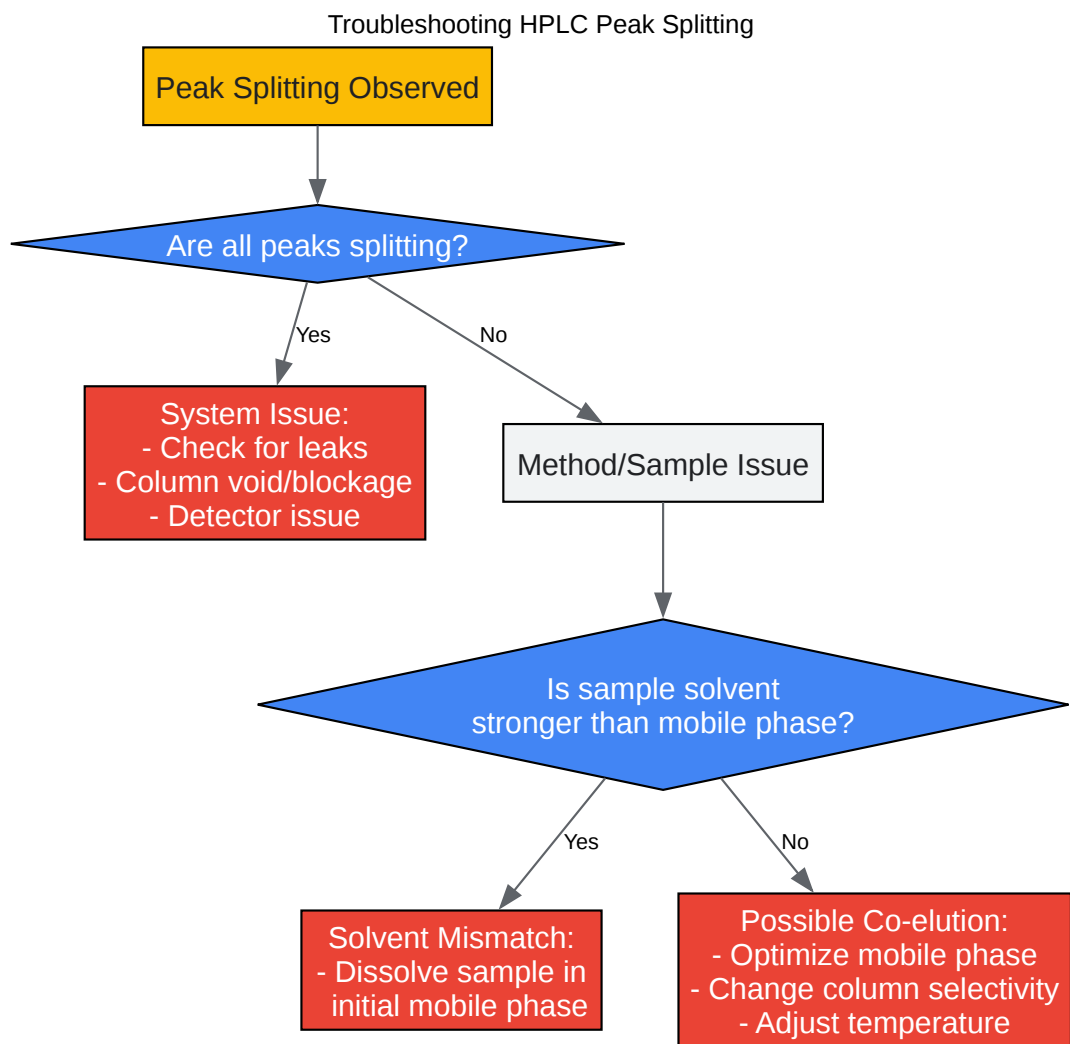 Troubleshooting HPLC Peak Splitting
Peak Splitting Observed
Are all peaks splitting?
Yes
No
System Issue:
- Check for leaks
- Column void/blockage
- Detector issue
Method/Sample Issue
Is sample solvent
stronger than mobile phase?
Yes
No
Solvent Mismatch:
- Dissolve sample in
initial mobile phase
Possible Co-elution:
- Optimize mobile phase
- Change column selectivity
- Adjust temperature